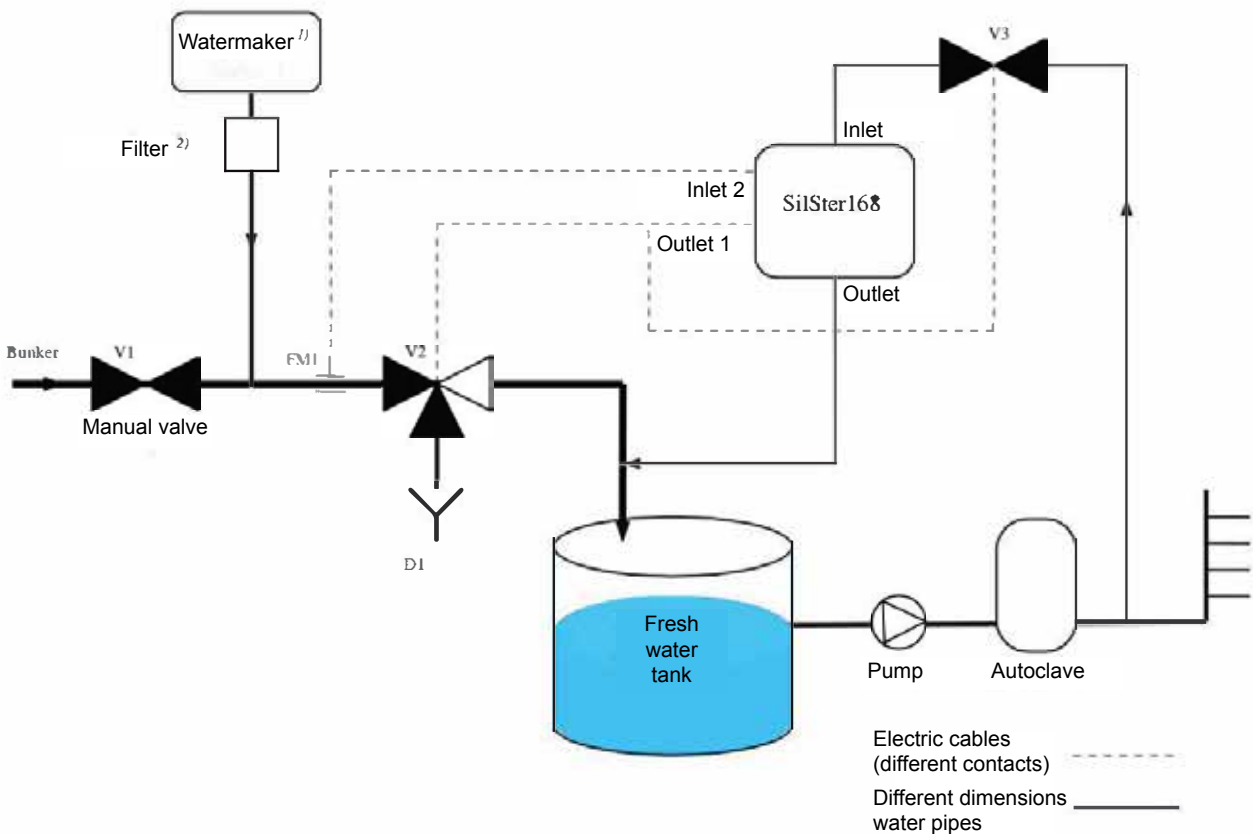 Watermaker 1)
V3
Filter 2)
Inlet
Inlet 2
SilSter168
Outlet 1
Outlet
Bunker
V1
FM1
V2
Manual valve
D1
Fresh
water
tank
Pump
Autoclave
Electric cables
(different contacts)
Different dimensions
water pipes